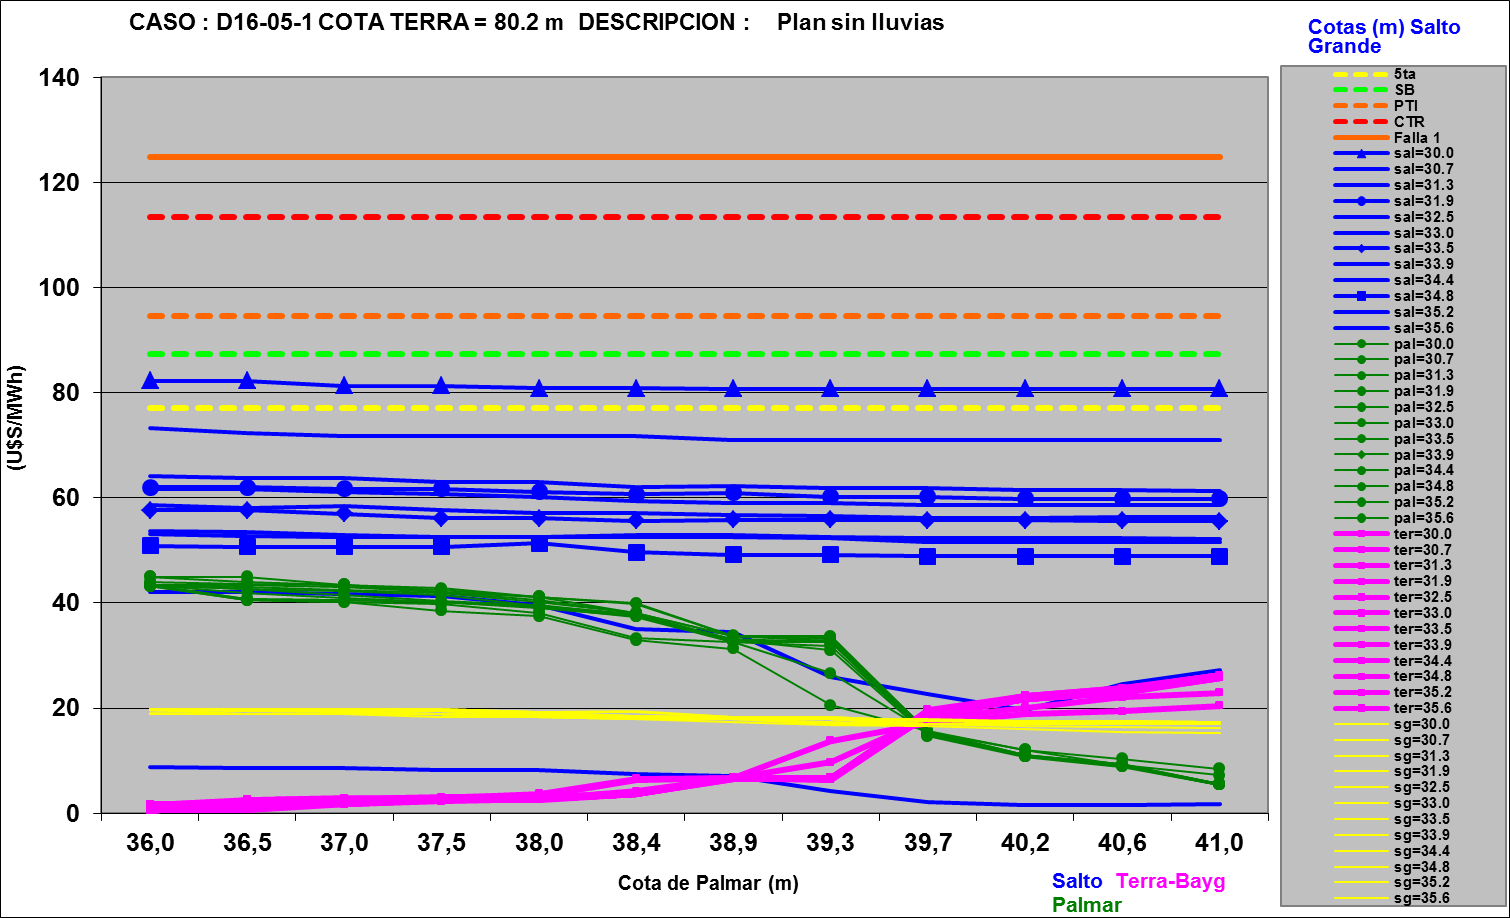 CASO : D16-05-1 COTA TERRA = 80.2 m DESCRIPCION : Plan sin lluvias
Cotas (m) Salto
Grande
140
120
100
80
60
40
20
0
(U$S/MWh)
36,0 36,5 37,0 37,5 38,0 38,4 38,9 39,3 39,7 40,2 40,6 41,0
Cota de Palmar (m)
Salto Terra-Bayg
Palmar
5ta
SB
PTI
CTR
Falla 1
sal=30.0
sal=30.7
sal=31.3
sal=31.9
sal=32.5
sal=33.0
sal=33.5
sal=33.9
sal=34.4
sal=34.8
sal=35.2
sal=35.6
pal=30.0
pal=30.7
pal=31.3
pal=31.9
pal=32.5
pal=33.0
pal=33.5
pal=33.9
pal=34.4
pal=34.8
pal=35.2
pal=35.6
ter=30.0
ter=30.7
ter=31.3
ter=31.9
ter=32.5
ter=33.0
ter=33.5
ter=33.9
ter=34.4
ter=34.8
ter=35.2
ter=35.6
sg=30.0
sg=30.7
sg=31.3
sg=31.9
sg=32.5
sg=33.0
sg=33.5
sg=33.9
sg=34.4
sg=34.8
sg=35.2
sg=35.6